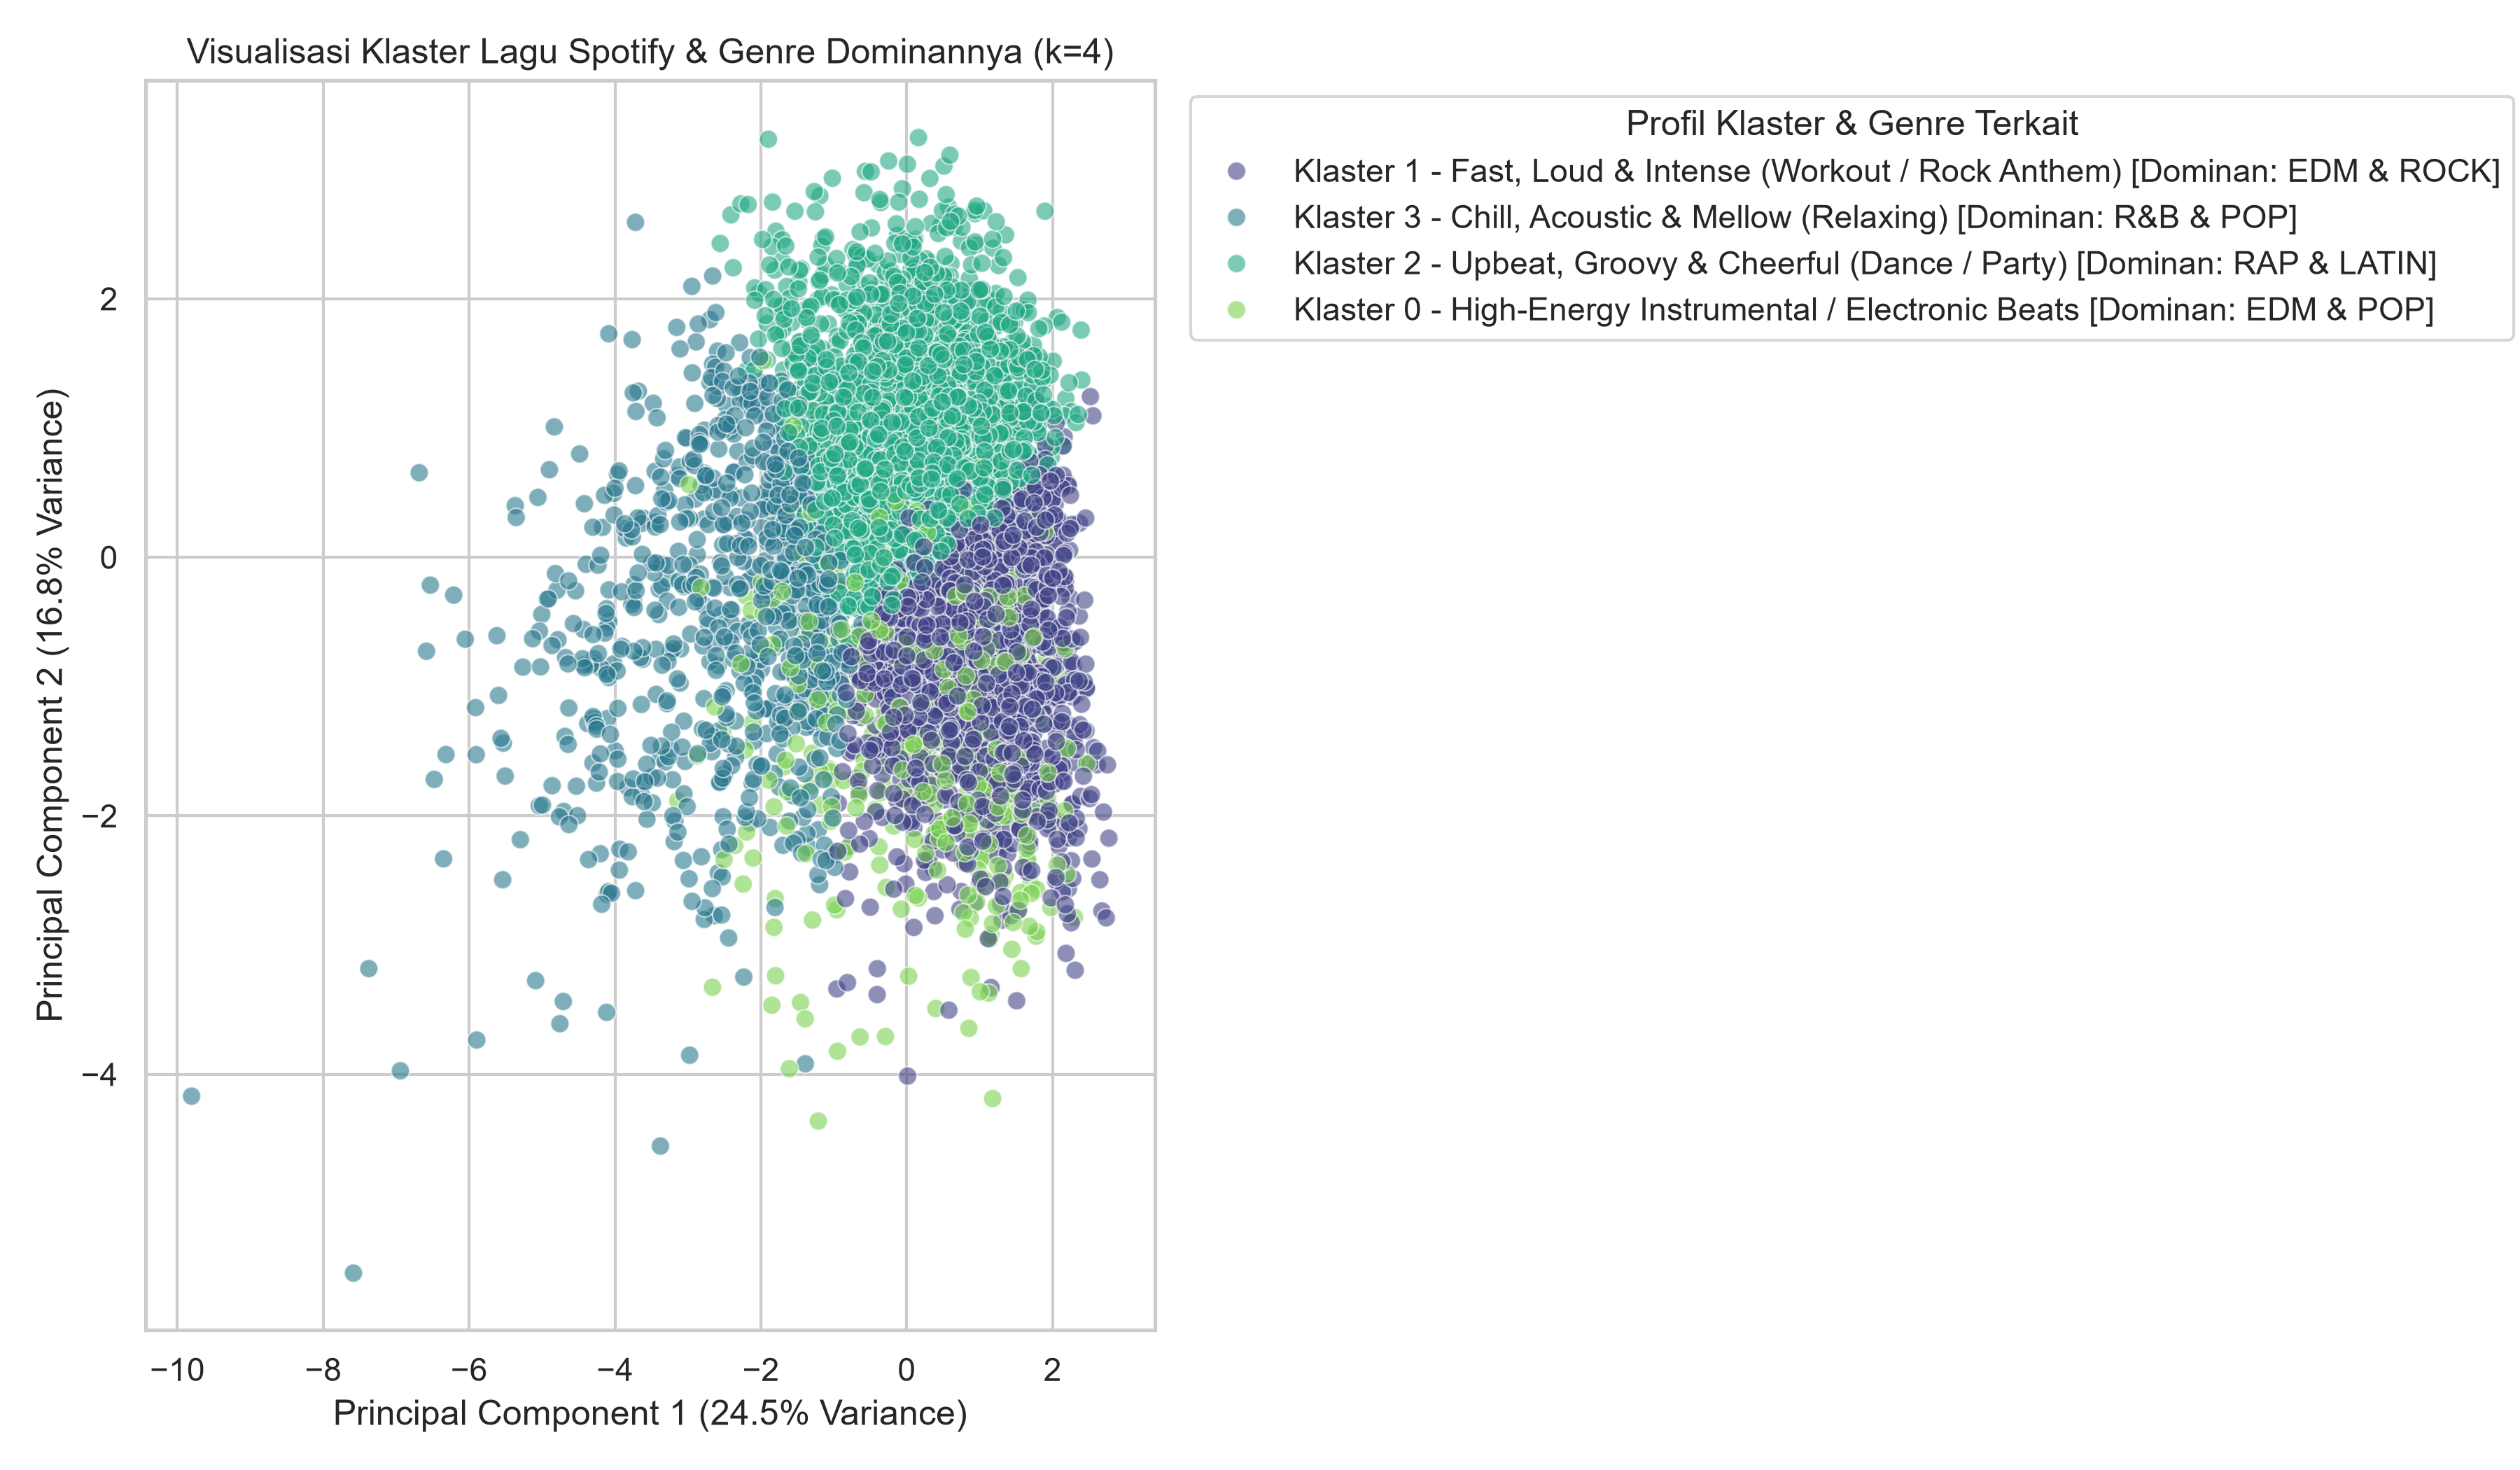 Visualisasi Klaster Lagu Spotify & Genre Dominannya (k=4)
Profil Klaster & Genre Terkait
Klaster 1 - Fast, Loud & Intense (Workout / Rock Anthem) [Dominan: EDM & ROCK]
Klaster 3 - Chill, Acoustic & Mellow (Relaxing) [Dominan: R&B & POP]
Klaster 2 - Upbeat, Groovy & Cheerful (Dance / Party) [Dominan: RAP & LATIN]
Klaster 0 - High-Energy Instrumental / Electronic Beats [Dominan: EDM & POP]
Principal Component 2 (16.8% Variance)
2
0
−2
−4
−10 −8 −6 −4 −2 0 2
Principal Component 1 (24.5% Variance)